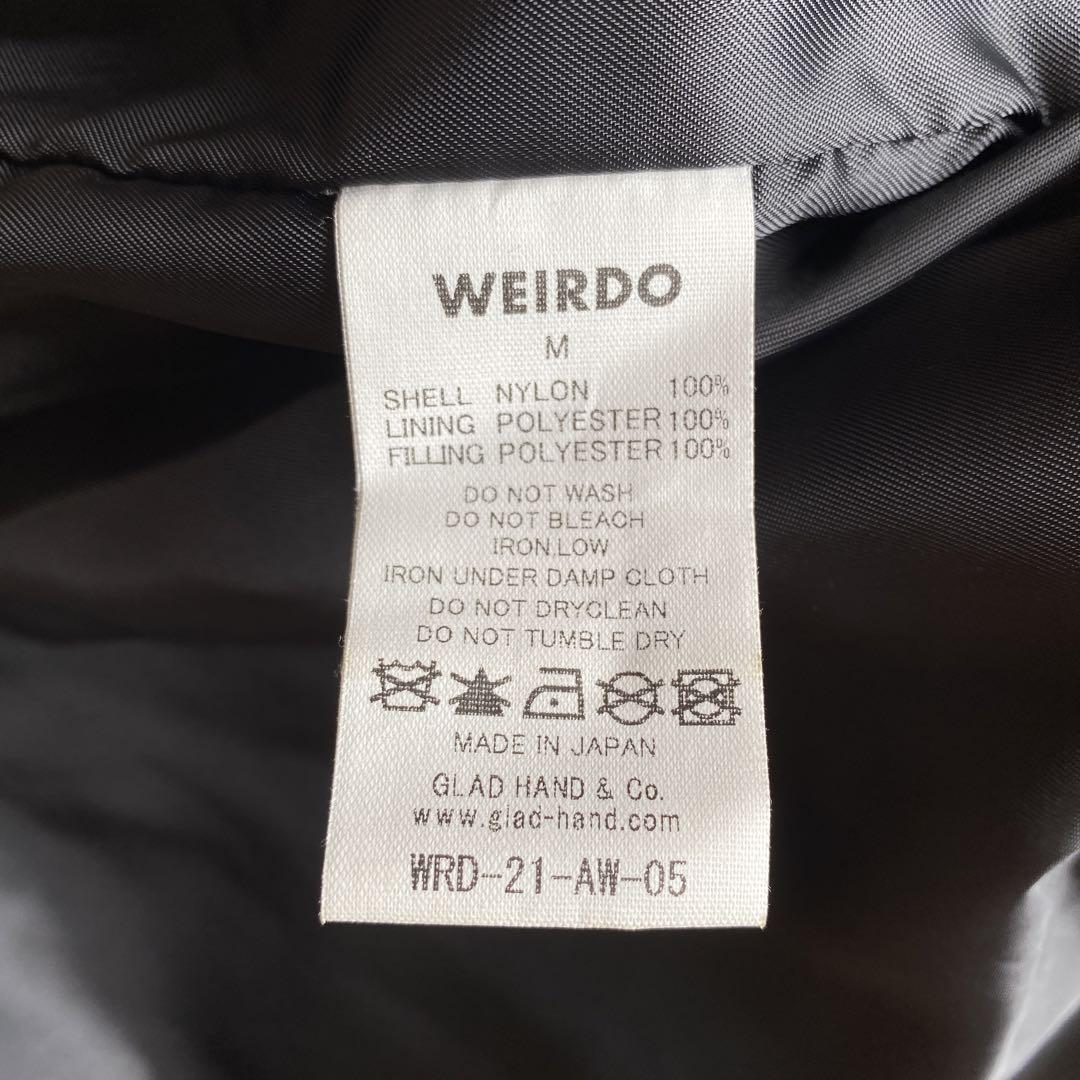 WEIRDO
M
SHELL NYLON 100%
LINING POLYESTER 100%
FILLING POLYESTER 100%
DO NOT WASH
DO NOT BLEACH
IRON LOW
IRON UNDER DAMP CLOTH
DO NOT DRYCLEAN
DO NOT TUMBLE DRY
MADE IN JAPAN
GLAD HAND & Co.
www.glad-hand.com
WRD-21-AW-05